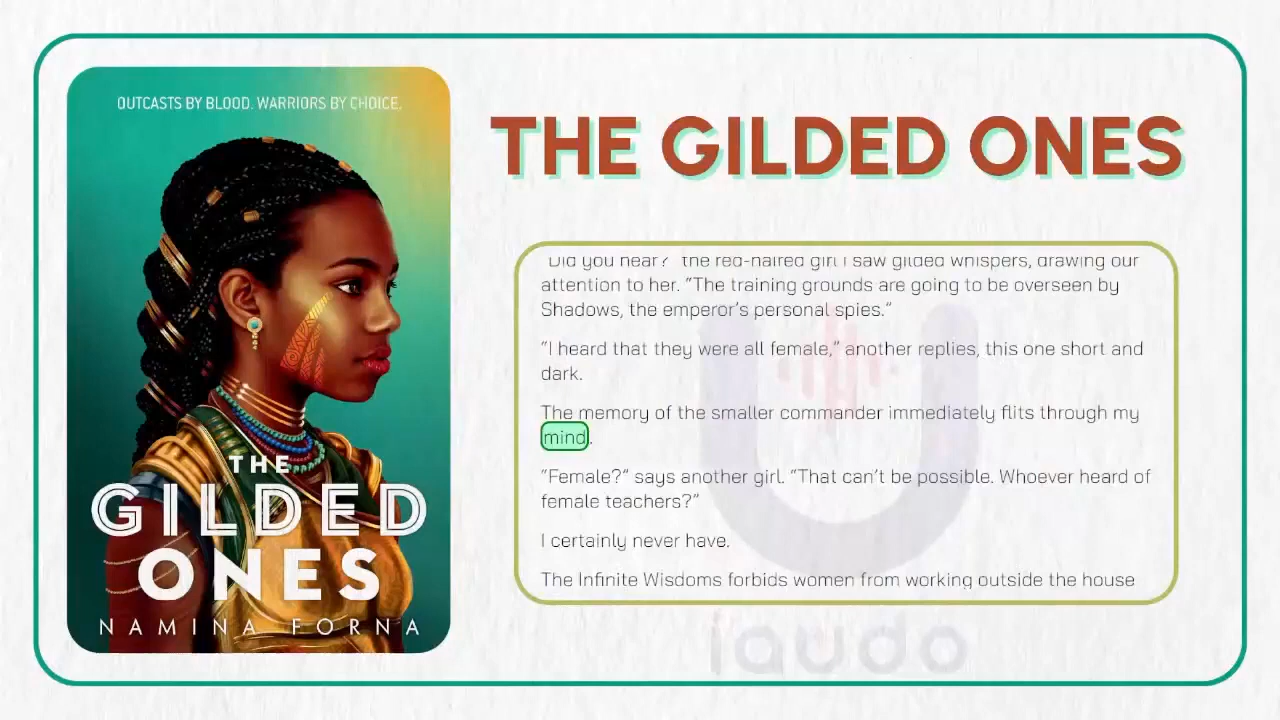 OUTCASTS BY BLOOD. WARRIORS BY CHOICE.
THE
GILDED
ONES
NAMINA FORNA
THE GILDED ONES
"Did you hear?" the red-haired girl I saw gilded whispers, drawing our
attention to her. "The training grounds are going to be overseen by
Shadows, the emperor's personal spies."
"I heard that they were all female," another replies, this one short and
dark.
The memory of the smaller commander immediately flits through my
mind.
"Female?" says another girl. "That can't be possible. Whoever heard of
female teachers?"
I certainly never have.
The Infinite Wisdoms forbids women from working outside the house
iaudo